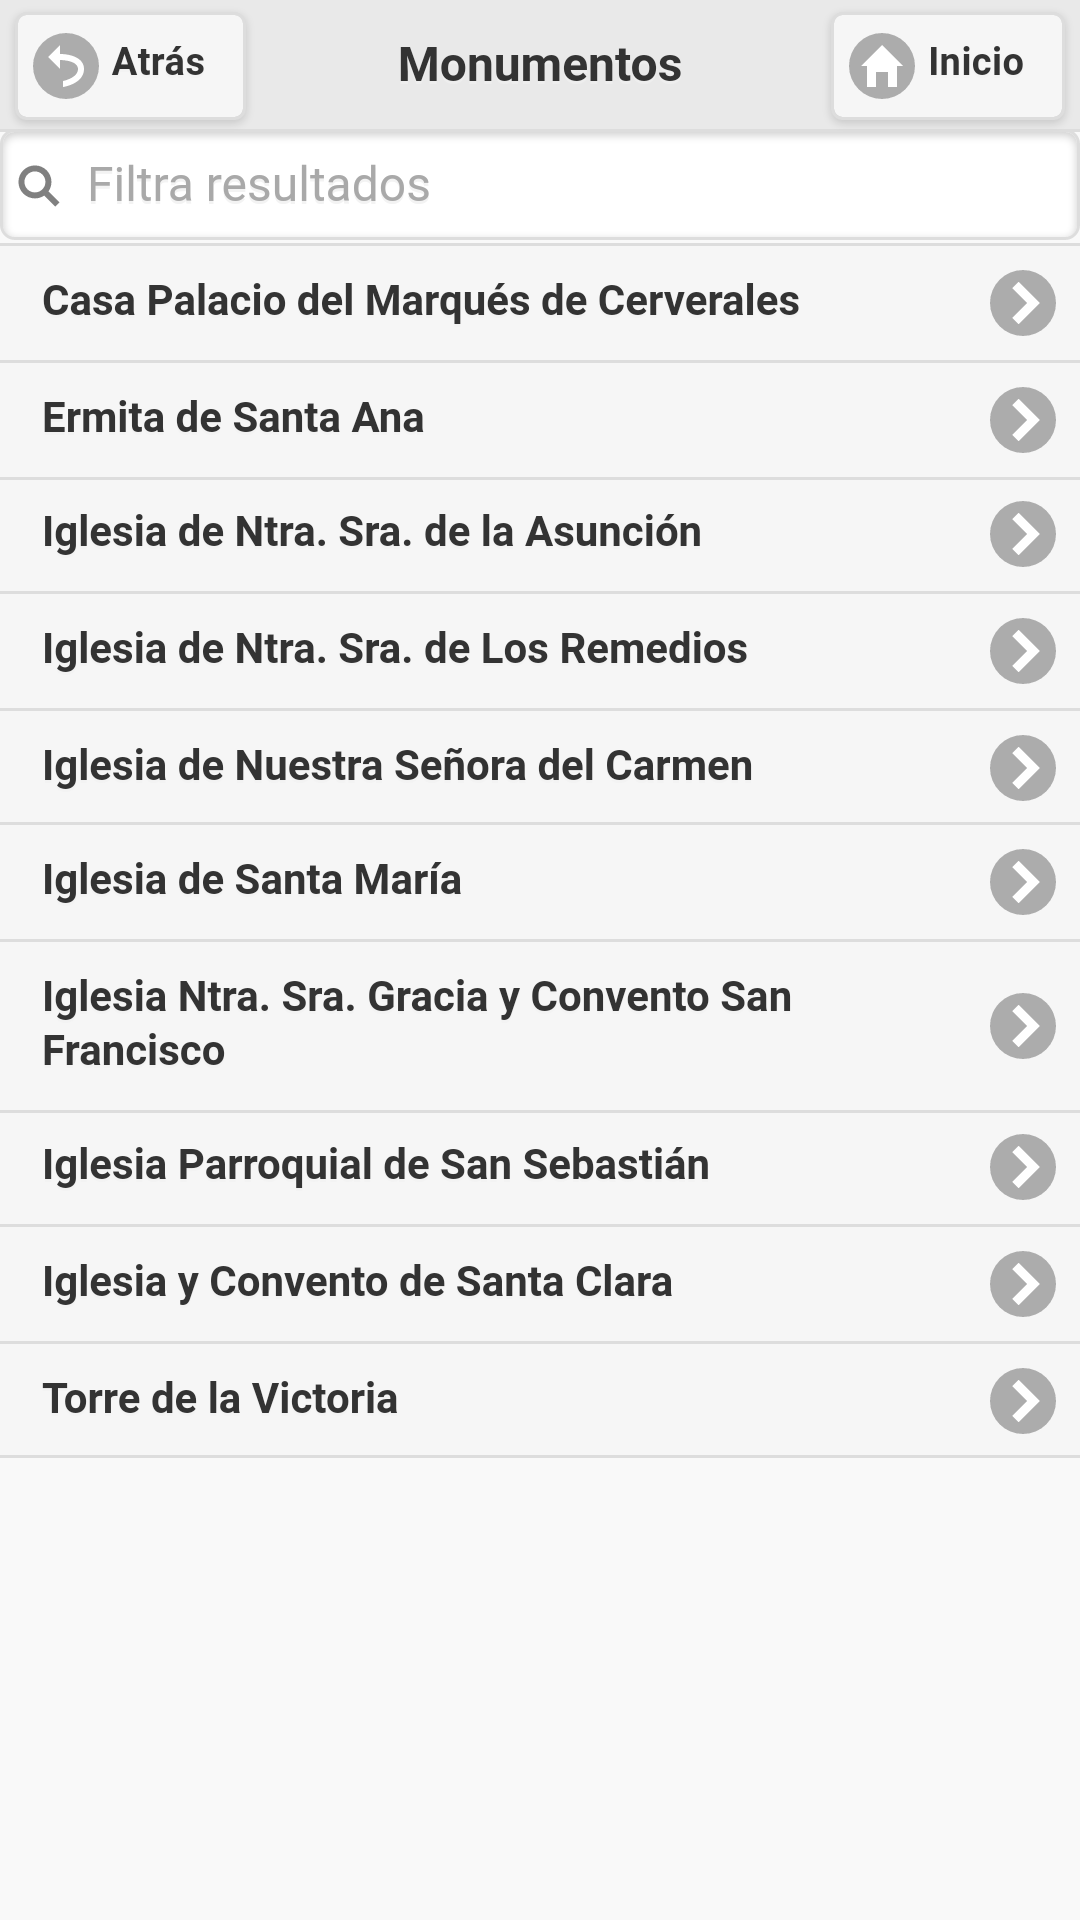 Atrás
Monumentos
Inicio
Filtra resultados
Casa Palacio del Marqués de Cerverales
Ermita de Santa Ana
Iglesia de Ntra. Sra. de la Asunción
Iglesia de Ntra. Sra. de Los Remedios
Iglesia de Nuestra Señora del Carmen
Iglesia de Santa María
Iglesia Ntra. Sra. Gracia y Convento San
Francisco
Iglesia Parroquial de San Sebastián
Iglesia y Convento de Santa Clara
Torre de la Victoria